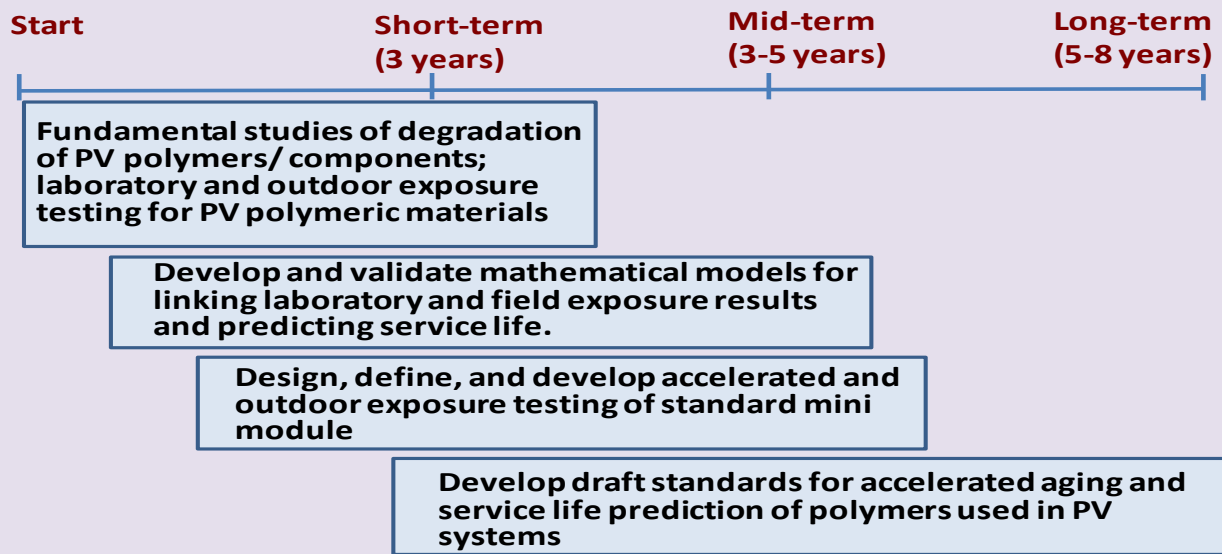 Start
Short-term
(3 years)
Mid-term
(3-5 years)
Long-term
(5-8 years)
Fundamental studies of degradation
of PV polymers/ components;
laboratory and outdoor exposure
testing for PV polymeric materials
Develop and validate mathematical models for
linking laboratory and field exposure results
and predicting service life.
Design, define, and develop accelerated and
outdoor exposure testing of standard mini
module
Develop draft standards for accelerated aging and
service life prediction of polymers used in PV
systems